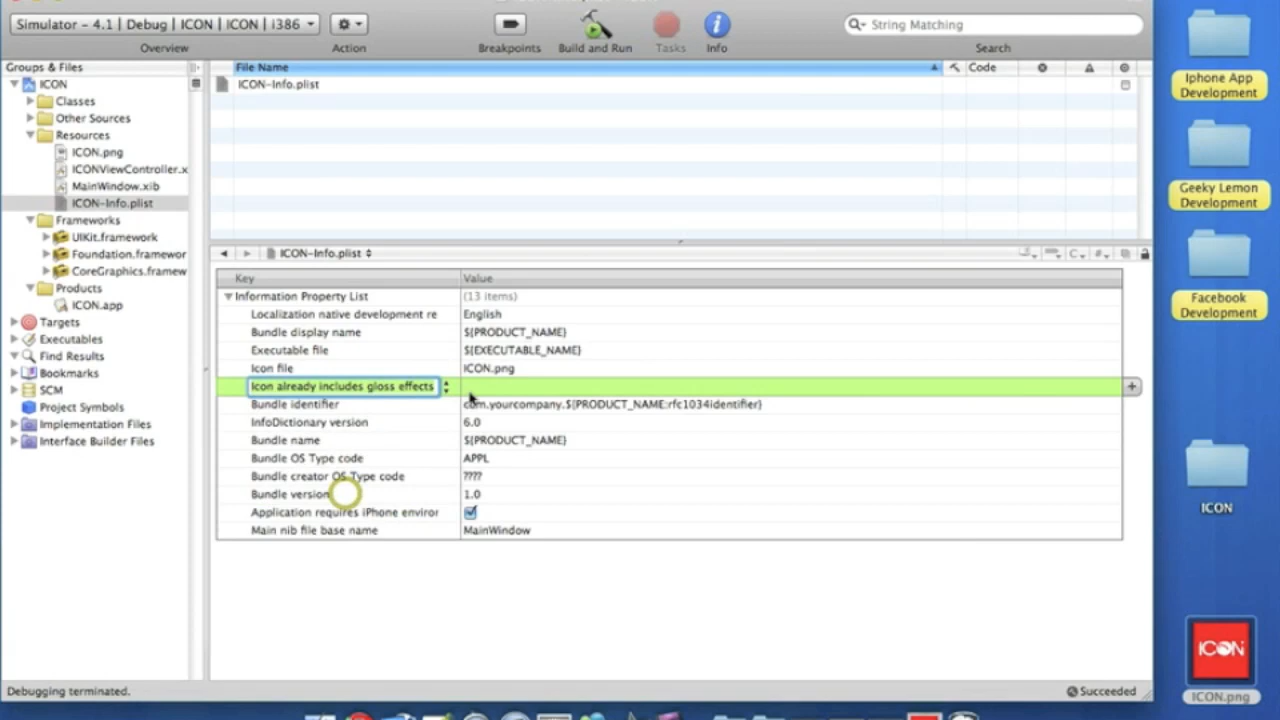 Simulator - 4.1 | Debug | ICON | ICON | i386
String Matching
Overview
Action
Breakpoints
Build and Run
Tasks
Info
Search
Groups & Files
File Name
Code
ICON
ICON-Info.plist
Classes
Other Sources
Resources
ICON.png
ICONViewController.x
MainWindow.xib
ICON-Info.plist
Frameworks
UIKit.framework
Foundation.framewor
CoreGraphics.framew
Products
ICON.app
Targets
Executables
Find Results
Bookmarks
SCM
Project Symbols
Implementation Files
Interface Builder Files
ICON-Info.plist
C
#
Key
Value
Information Property List
(13 items)
Localization native development re
English
Bundle display name
${PRODUCT_NAME}
Executable file
${EXECUTABLE_NAME}
Icon file
ICON.png
Icon already includes gloss effects
Bundle identifier
com.yourcompany.${PRODUCT_NAME:rfc1034identifier}
InfoDictionary version
6.0
Bundle name
${PRODUCT_NAME}
Bundle OS Type code
APPL
Bundle creator OS Type code
????
Bundle version
1.0
Application requires iPhone enviror
Main nib file base name
MainWindow
Debugging terminated.
Succeeded
Iphone App
Development
Geeky Lemon
Development
Facebook
Development
ICON
ICON
ICON.png